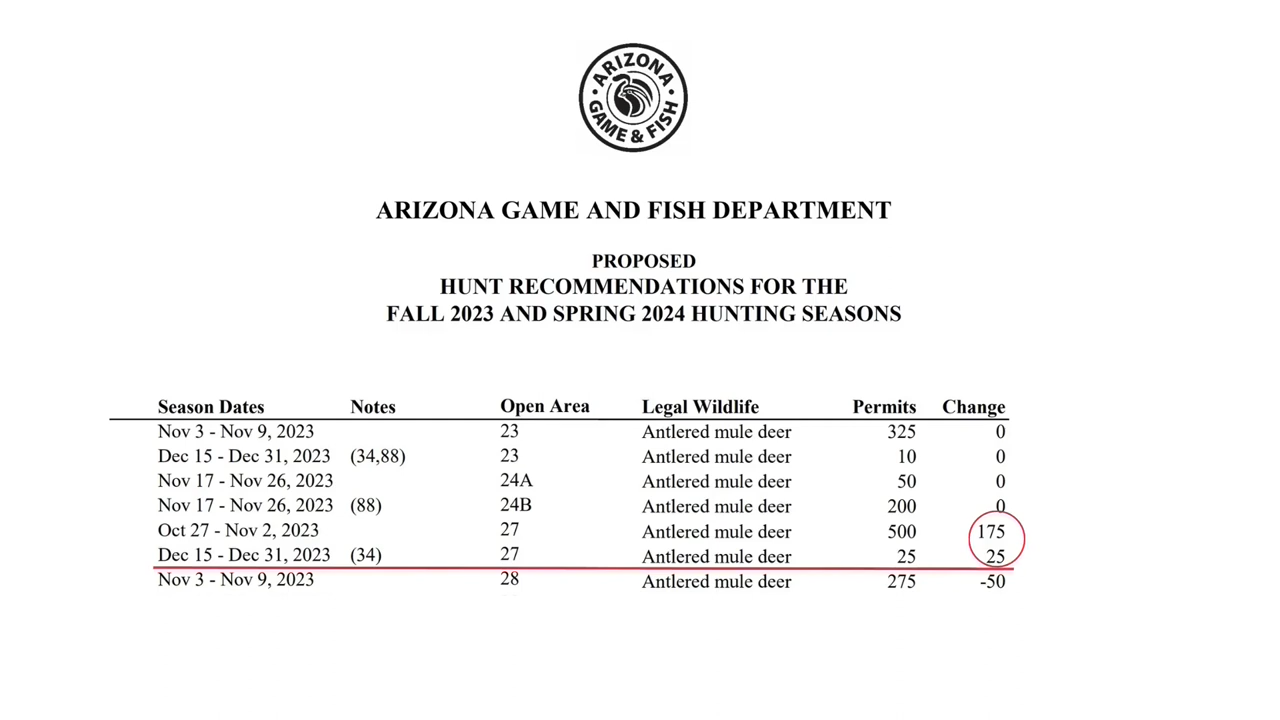 ARIZONA
GAME & FISH
ARIZONA GAME AND FISH DEPARTMENT
PROPOSED
HUNT RECOMMENDATIONS FOR THE
FALL 2023 AND SPRING 2024 HUNTING SEASONS
Season Dates Notes Open Area Legal Wildlife Permits Change
Nov 3 - Nov 9, 2023 23 Antlered mule deer 325 0
Dec 15 - Dec 31, 2023 (34,88) 23 Antlered mule deer 10 0
Nov 17 - Nov 26, 2023 24A Antlered mule deer 50 0
Nov 17 - Nov 26, 2023 (88) 24B Antlered mule deer 200 0
Oct 27 - Nov 2, 2023 27 Antlered mule deer 500 175
Dec 15 - Dec 31, 2023 (34) 27 Antlered mule deer 25 25
Nov 3 - Nov 9, 2023 28 Antlered mule deer 275 -50